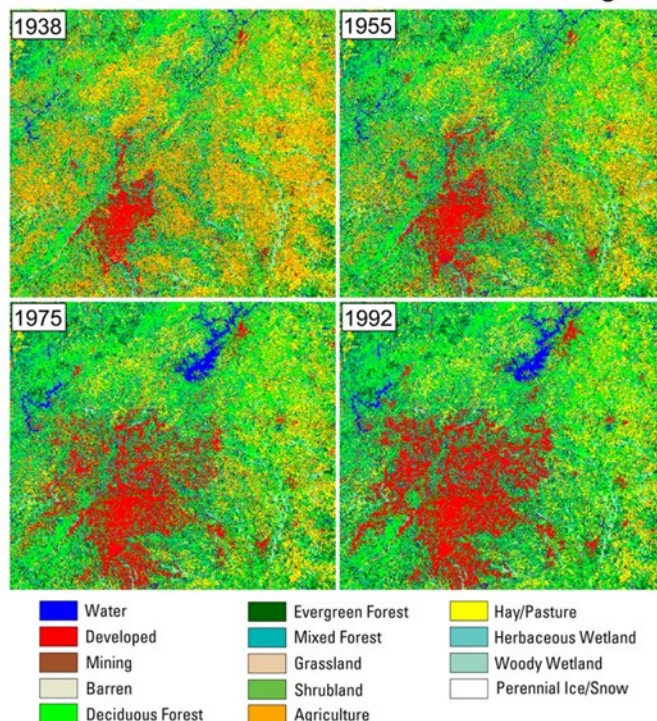 1938
1955
1975
1992
Water
Developed
Mining
Barren
Deciduous Forest
Evergreen Forest
Mixed Forest
Grassland
Shrubland
Agriculture
Hay/Pasture
Herbaceous Wetland
Woody Wetland
Perennial Ice/Snow